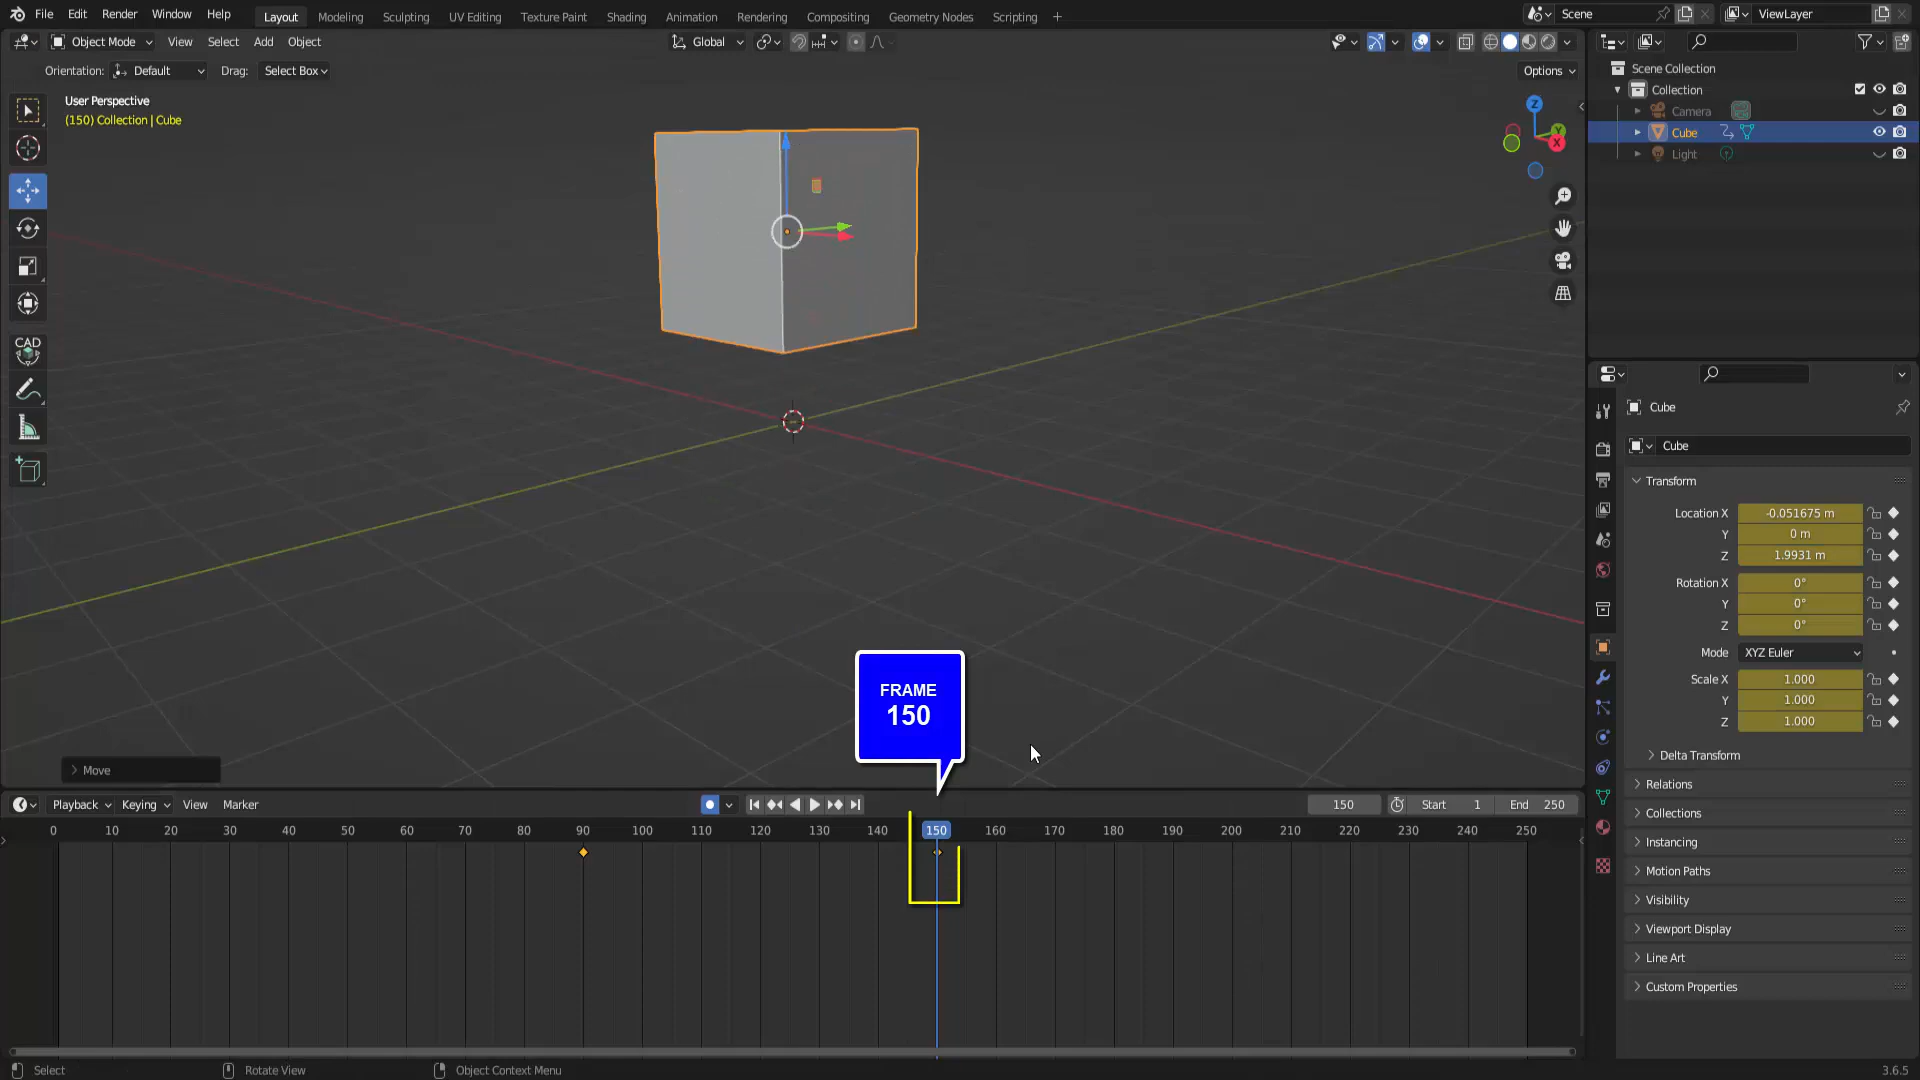 File Edit Render Window Help Layout Modeling Sculpting UV Editing Texture Paint Shading Animation Rendering Compositing Geometry Nodes Scripting + Scene ViewLayer
Object Mode View Select Add Object Global
Orientation: Default Drag: Select Box Options
User Perspective
(150) Collection | Cube
Z
Y
X
CAD
Scene Collection
Collection
Camera
Cube
Light
Cube
Cube
Transform
Location X -0.051675 m
Y 0 m
Z 1.9931 m
Rotation X 0°
Y 0°
Z 0°
Mode XYZ Euler
Scale X 1.000
Y 1.000
Z 1.000
Delta Transform
Relations
Collections
Instancing
Motion Paths
Visibility
Viewport Display
Line Art
Custom Properties
FRAME
150
Move
Playback Keying View Marker 150 Start 1 End 250
0 10 20 30 40 50 60 70 80 90 100 110 120 130 140 150 160 170 180 190 200 210 220 230 240 250
Select Rotate View Object Context Menu 3.6.5